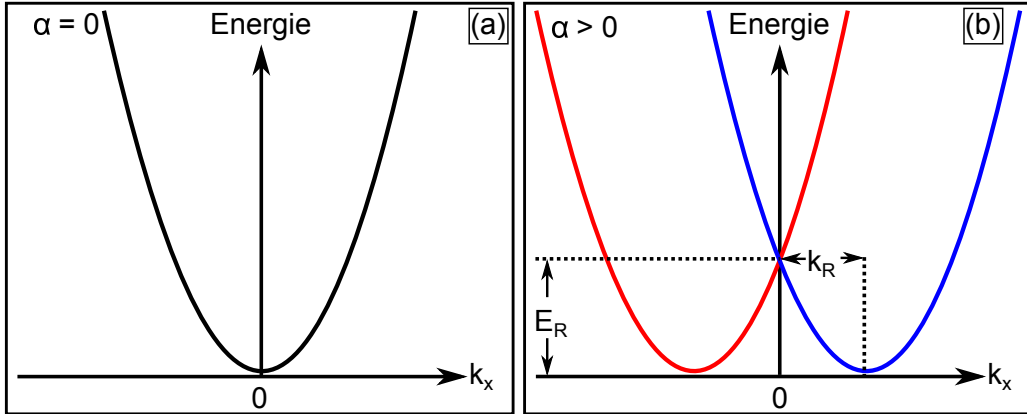 α = 0
Energie
(a)
k_x
0
α > 0
Energie
(b)
k_R
E_R
k_x
0